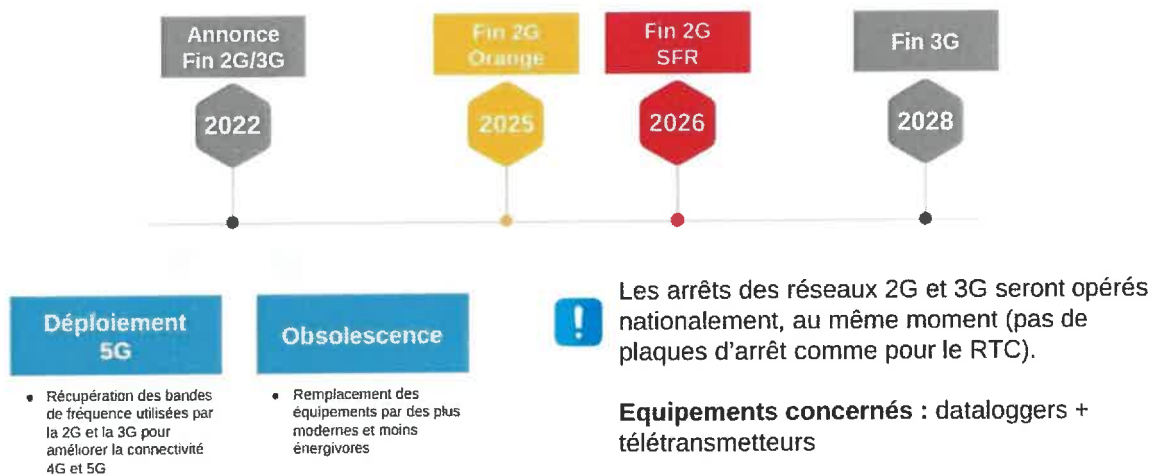 Annonce
Fin 2G/3G
Fin 2G
Orange
Fin 2G
SFR
Fin 3G
2022
2025
2026
2028
Déploiement
5G
Obsolescence
• Récupération des bandes
de fréquence utilisées par
la 2G et la 3G pour
améliorer la connectivité
4G et 5G
• Remplacement des
équipements par des plus
modernes et moins
énergivores
!
Les arrêts des réseaux 2G et 3G seront opérés
nationalement, au même moment (pas de
plaques d'arrêt comme pour le RTC).
Equipements concernés : dataloggers +
télétransmetteurs